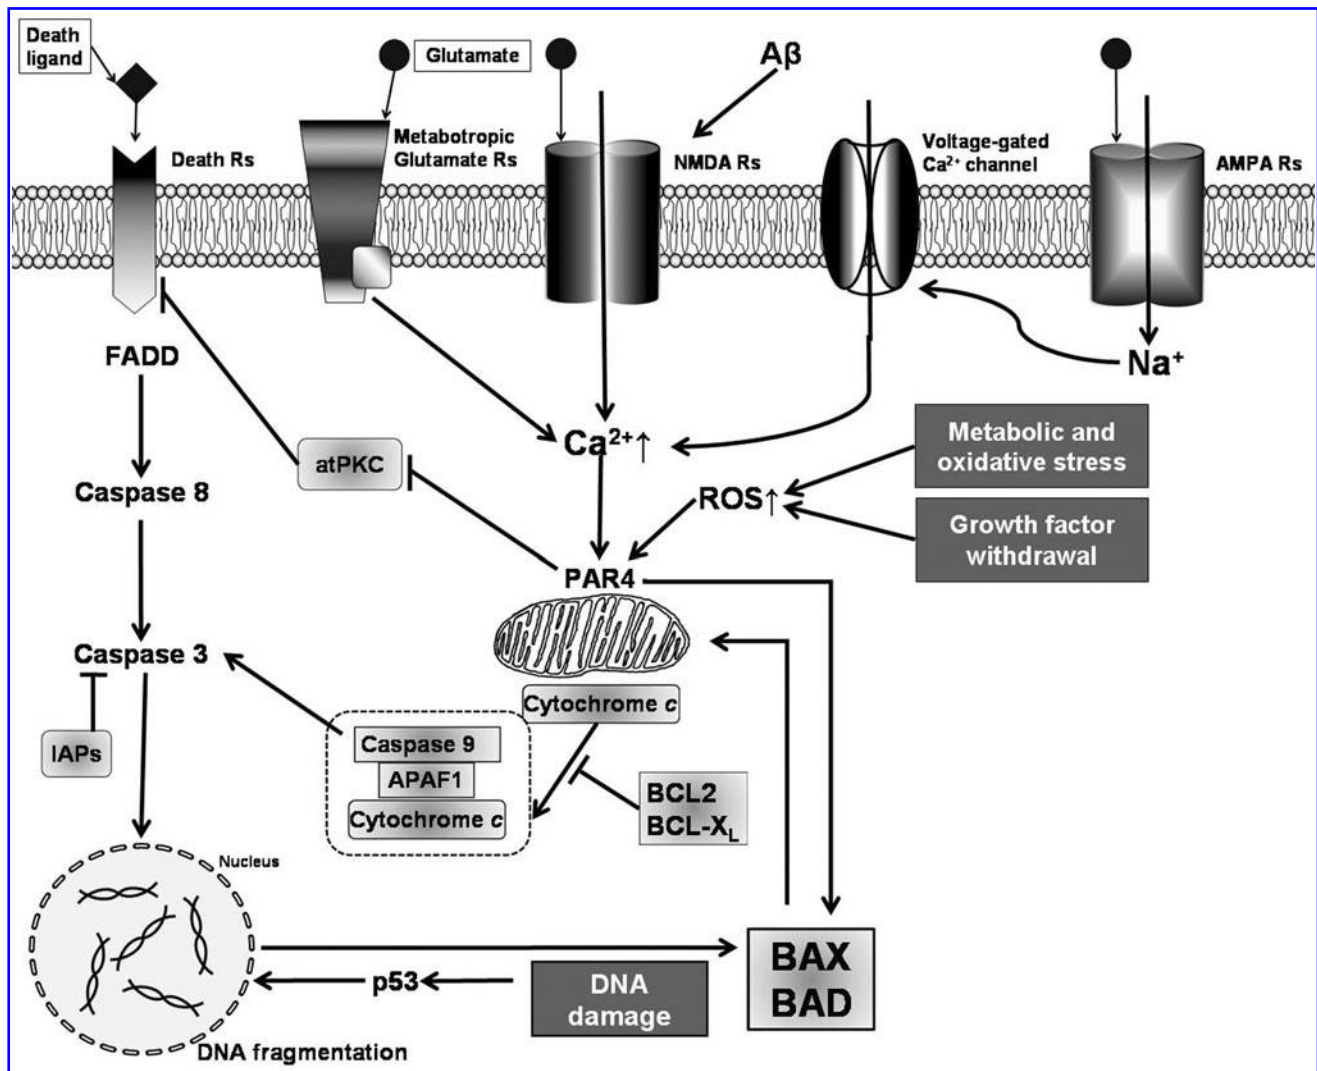 Death
ligand
Glutamate
Aβ
Death Rs
Metabotropic
Glutamate Rs
NMDA Rs
Voltage-gated
Ca²⁺ channel
AMPA Rs
FADD
Na⁺
Ca²⁺↑
Metabolic and
oxidative stress
atPKC
Caspase 8
ROS↑
Growth factor
withdrawal
PAR4
Caspase 3
Cytochrome c
IAPs
Caspase 9
APAF1
Cytochrome c
BCL2
BCL-X_L
Nucleus
BAX
BAD
p53
DNA
damage
DNA fragmentation